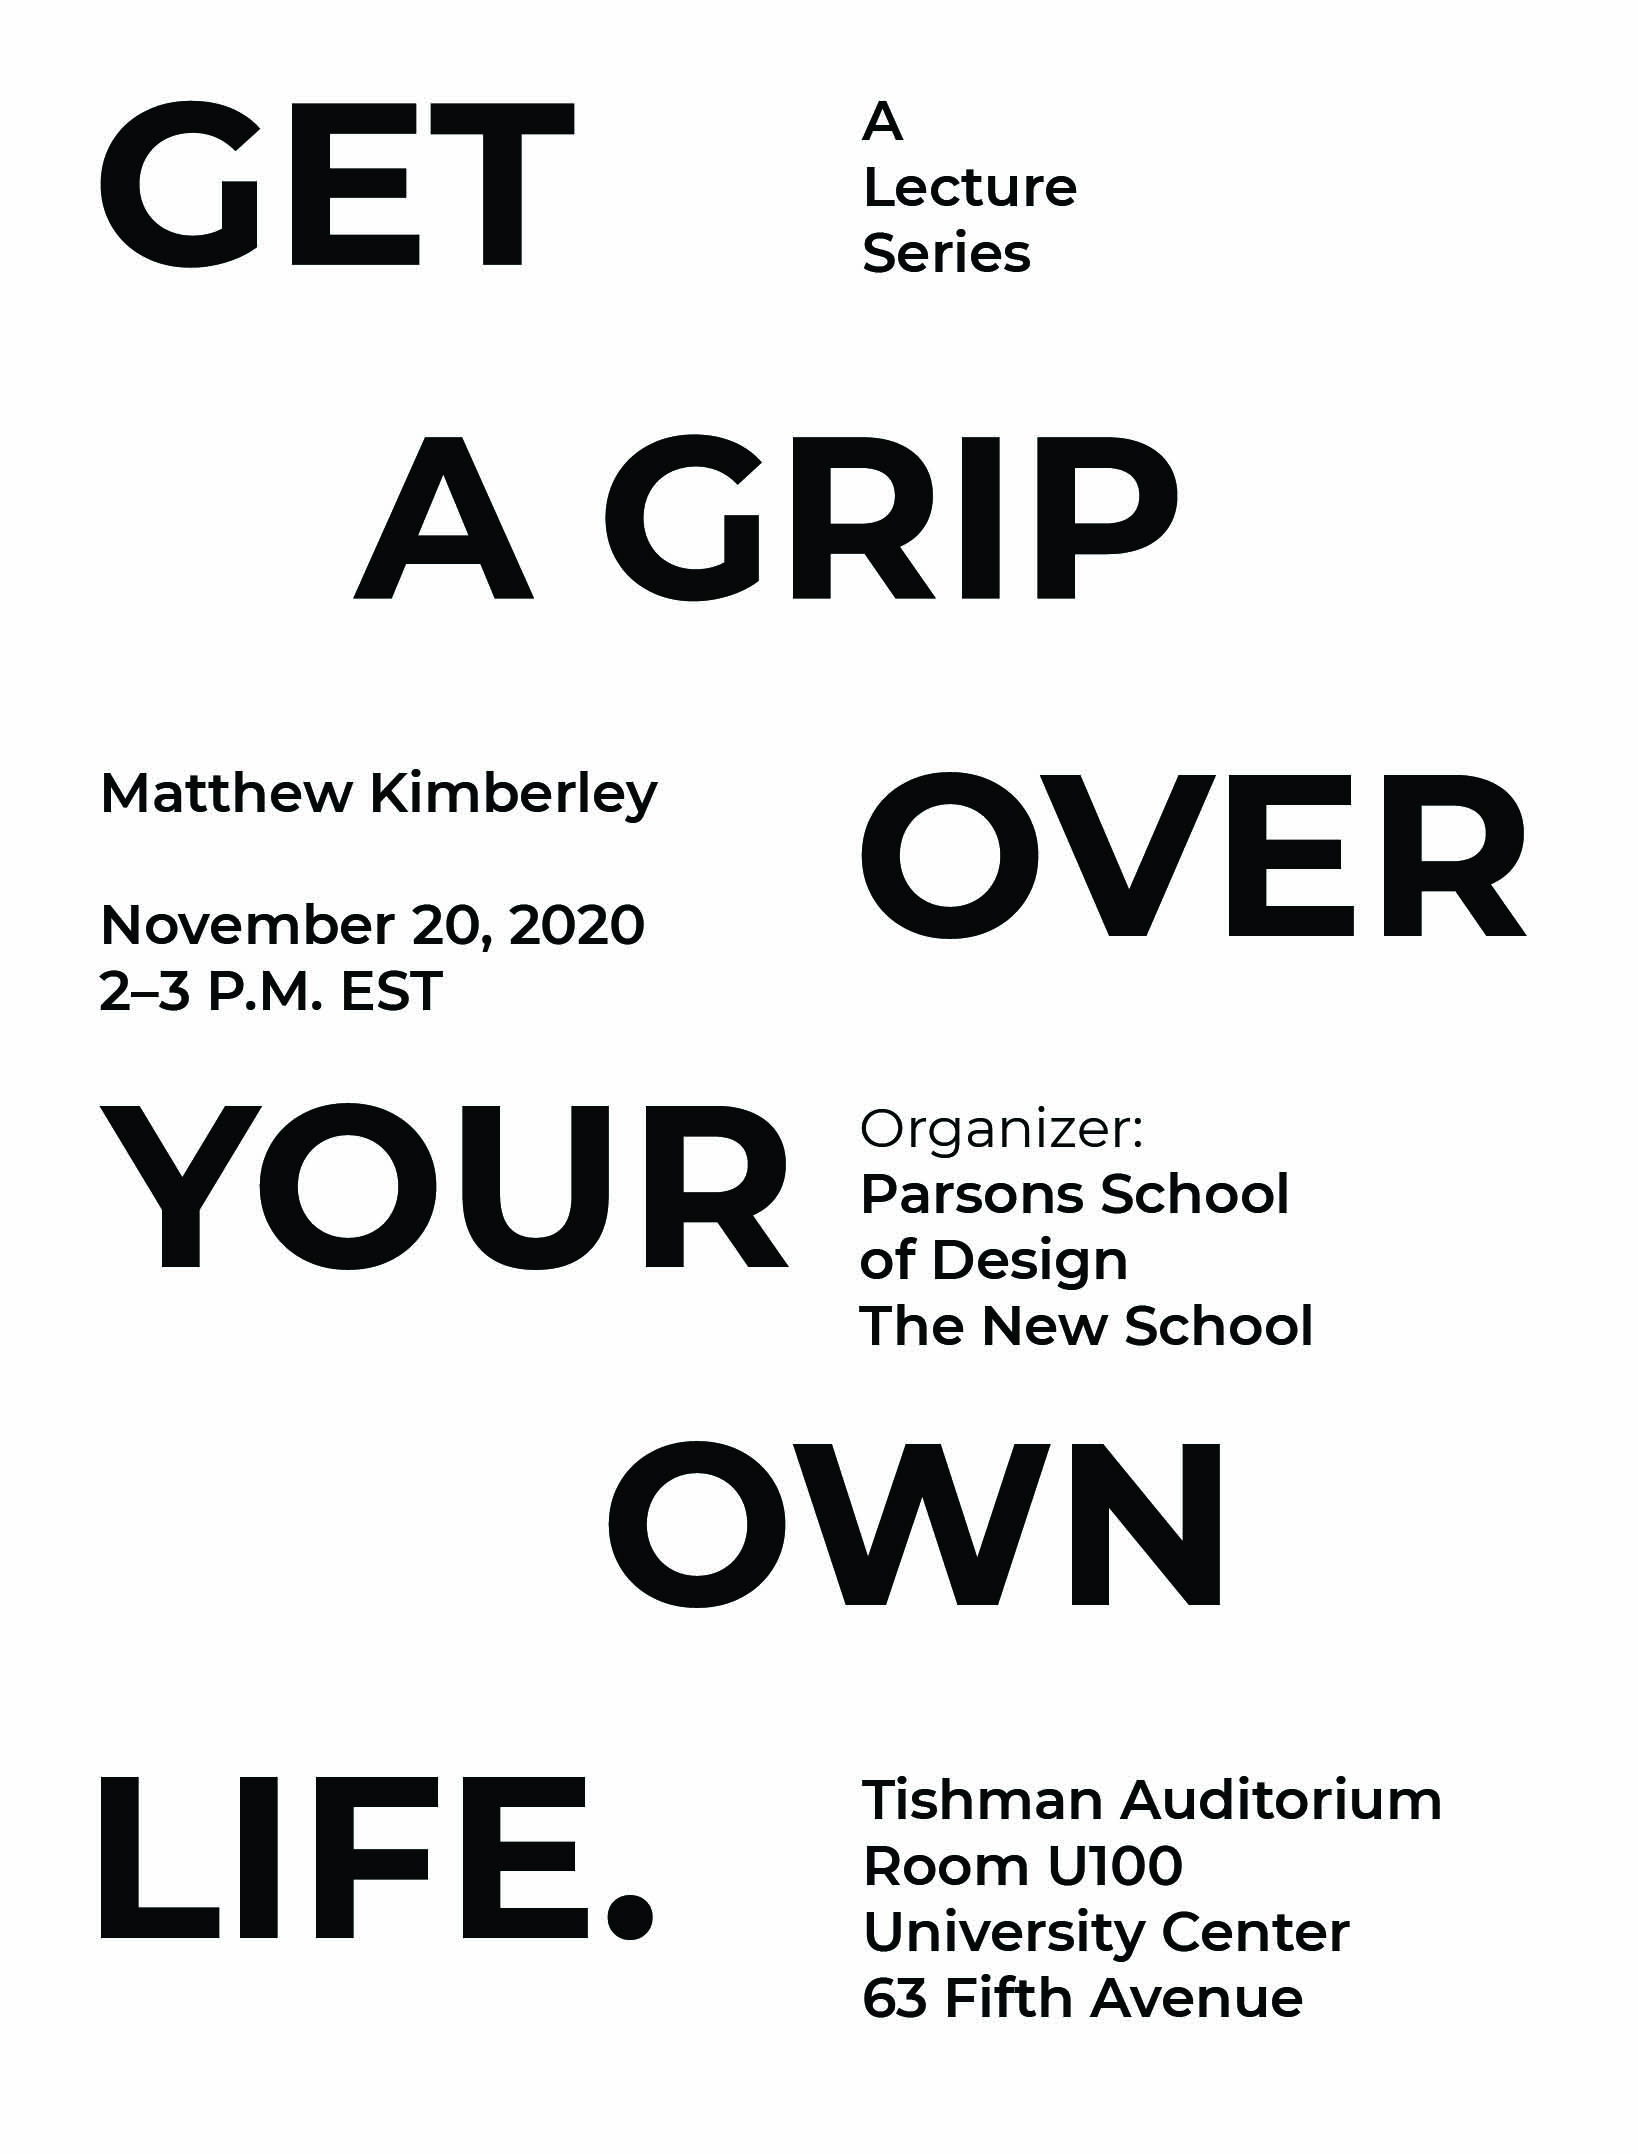 GET
A
Lecture
Series
A GRIP
Matthew Kimberley
November 20, 2020
2–3 P.M. EST
OVER
YOUR
Organizer:
Parsons School
of Design
The New School
OWN
LIFE.
Tishman Auditorium
Room U100
University Center
63 Fifth Avenue